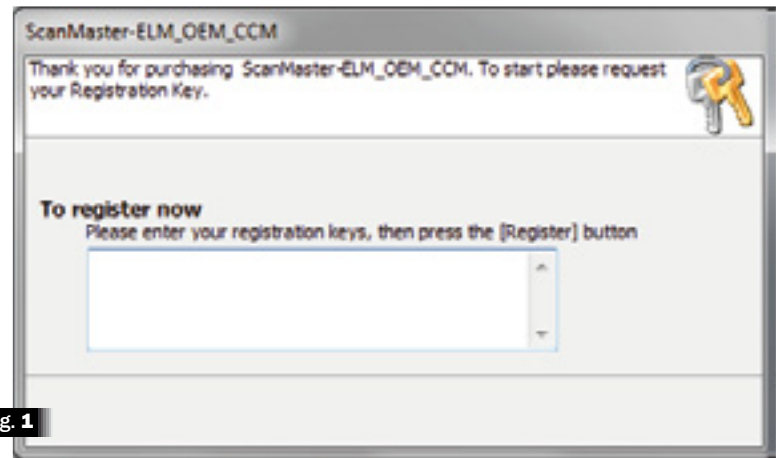 ScanMaster-ELM_OEM_CCM
Thank you for purchasing ScanMaster-ELM_OEM_CCM. To start please request
your Registration Key.
To register now
Please enter your registration keys, then press the [Register] button
g. 1